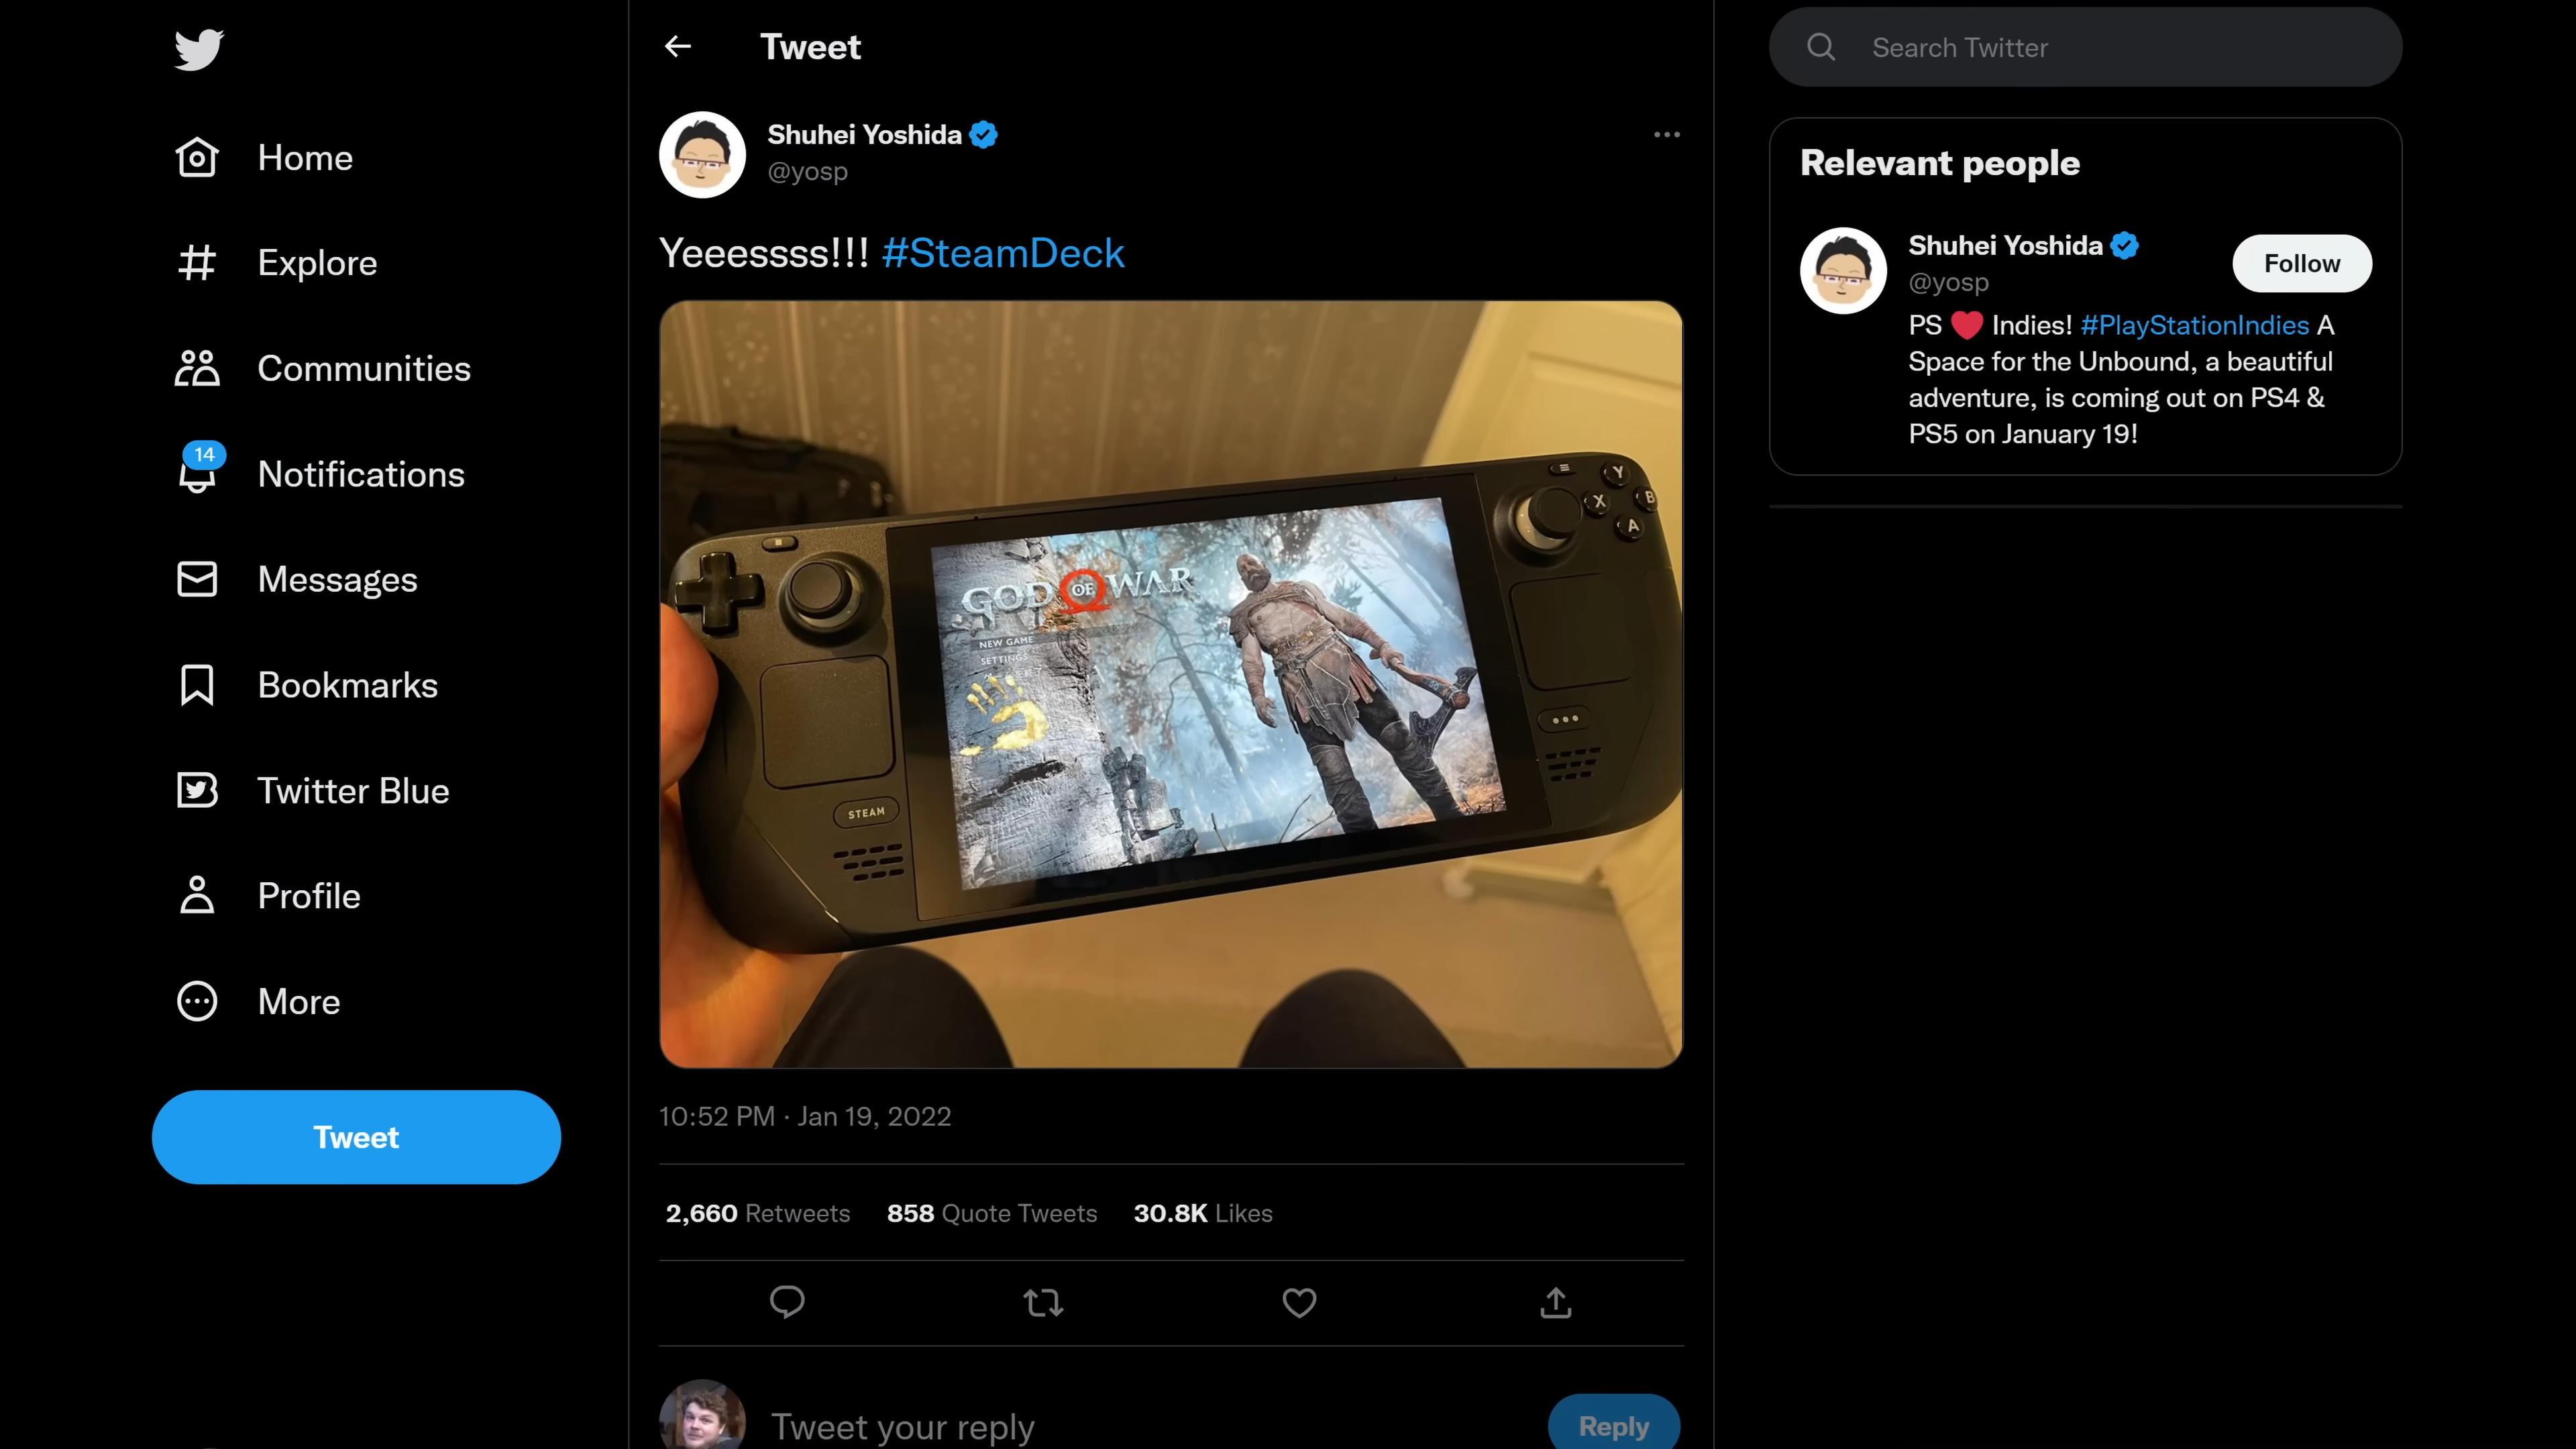 Home
Explore
Communities
14
Notifications
Messages
Bookmarks
Twitter Blue
Profile
More
Tweet
Tweet
Shuhei Yoshida
@yosp
Yeeessss!!! #SteamDeck
Y
X
B
A
GOD OF WAR
NEW GAME
SETTINGS
STEAM
10:52 PM · Jan 19, 2022
2,660 Retweets 858 Quote Tweets 30.8K Likes
Tweet your reply
Reply
Search Twitter
Relevant people
Shuhei Yoshida
@yosp
Follow
PS ❤️ Indies! #PlayStationIndies A
Space for the Unbound, a beautiful
adventure, is coming out on PS4 &
PS5 on January 19!